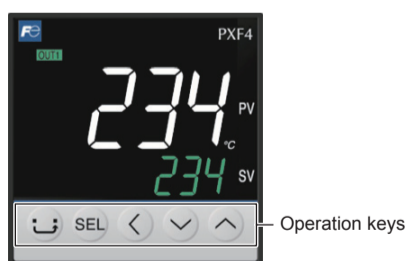 Fe PXF4
OUT1
234 PV
°C
234 SV
SEL
Operation keys